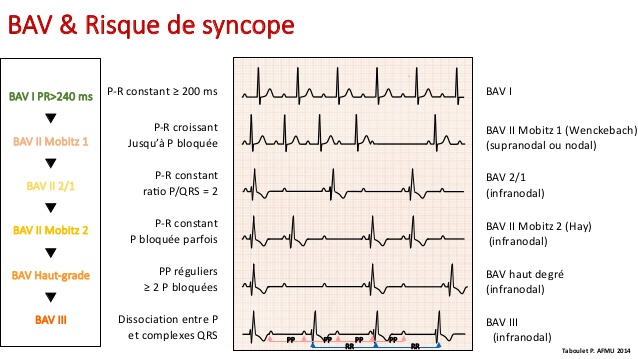 BAV & Risque de syncope
BAV I PR>240 ms
▼
BAV II Mobitz 1
▼
BAV II 2/1
▼
BAV II Mobitz 2
▼
BAV Haut-grade
▼
BAV III
P-R constant ≥ 200 ms
BAV I
P-R croissant
Jusqu’à P bloquée
BAV II Mobitz 1 (Wenckebach)
(supranodal ou nodal)
P-R constant
ratio P/QRS = 2
BAV 2/1
(infranodal)
P-R constant
P bloquée parfois
BAV II Mobitz 2 (Hay)
(infranodal)
PP réguliers
≥ 2 P bloquées
BAV haut degré
(infranodal)
Dissociation entre P
et complexes QRS
PP PP PP PP
RR RR
BAV III
(infranodal)
Taboulet P. AFMU 2014